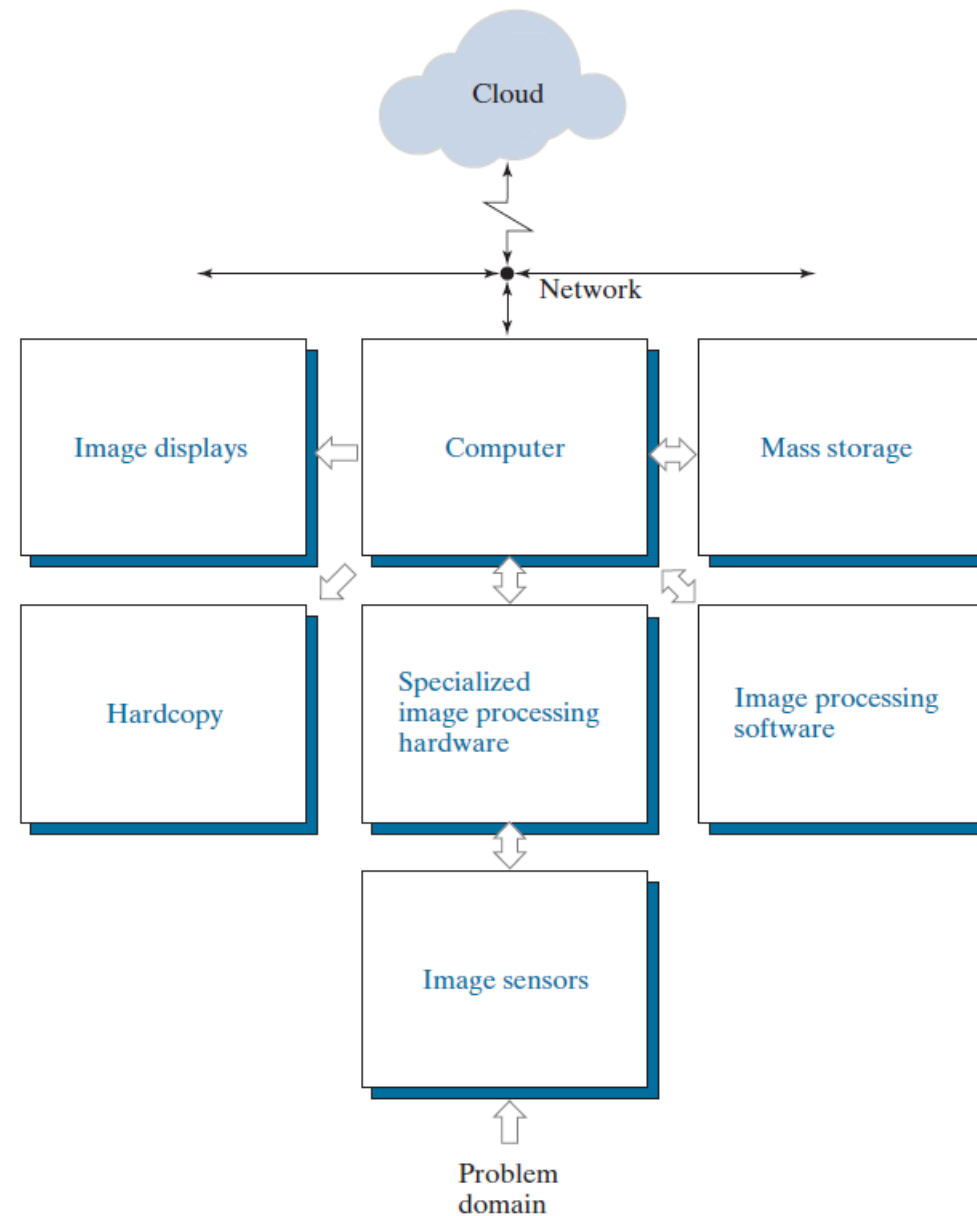 Cloud
Network
Image displays
Computer
Mass storage
Hardcopy
Specialized
image processing
hardware
Image processing
software
Image sensors
Problem
domain